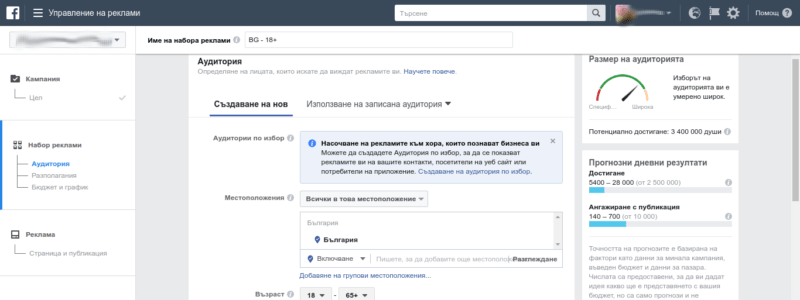 Управление на реклами
Търсене
Помощ
Име на набора реклами
BG - 18+
Кампания
Цел
Набор реклами
Аудитория
Разполагания
Бюджет и график
Реклама
Страница и публикация
Аудитория
Определяне на лицата, които искате да виждат рекламите ви. Научете повече.
Създаване на нов
Използване на записана аудитория
Аудитории по избор
Насочване на рекламите към хора, които познават бизнеса ви
Можете да създадете Аудитория по избор, за да се показват
рекламите ви на вашите контакти, посетители на уеб сайт или
потребители на приложение. Създаване на аудитория по избор.
Местоположения
Всички в това местоположение
България
България
Включване
Пишете, за да добавите още местоположения
Разглеждане
Добавяне на групови местоположения...
Възраст
18 - 65+
Размер на аудиторията
Специф...
Широка
Изборът на
аудиторията ви е
умерено широк.
Потенциално достигане: 3 400 000 души
Прогнозни дневни резултати
Достигане
5400 – 28 000 (от 2 500 000)
Ангажиране с публикация
140 – 700 (от 10 000)
Точността на прогнозите е базирана на
фактори като данни за минала кампания,
въведен бюджет и данни за пазара.
Числата са предоставени, за да ви дадат
идея какво ще е представянето с вашия
бюджет, но са само прогнози и не